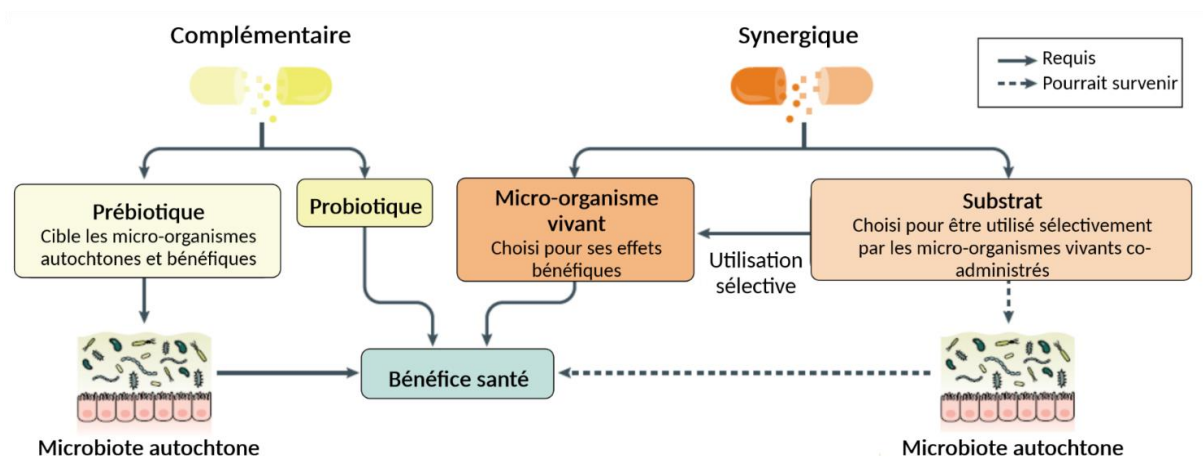 Complémentaire
Synergique
Requis
Pourrait survenir
Prébiotique
Cible les micro-organismes
autochtones et bénéfiques
Probiotique
Micro-organisme
vivant
Choisi pour ses effets
bénéfiques
Utilisation
sélective
Substrat
Choisi pour être utilisé sélectivement
par les micro-organismes vivants co-
administrés
Bénéfice santé
Microbiote autochtone
Microbiote autochtone